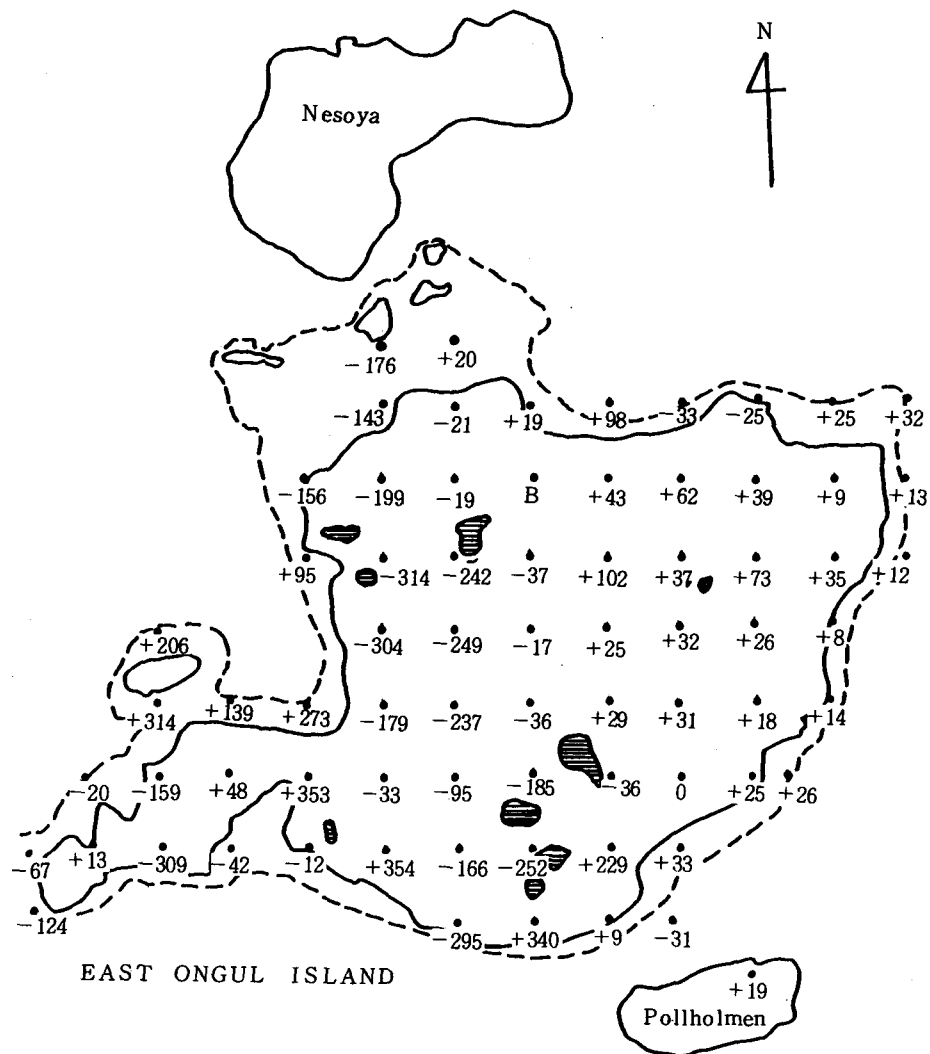 N
Nesoya
−176 +20
−143 −21 +19 +98 −33 −25 +25 +32
−156 −199 −19 B +43 +62 +39 +9 +13
+95 −314 −242 −37 +102 +37 +73 +35 +12
+206 −304 −249 −17 +25 +32 +26 +8
+314 +139 +273 −179 −237 −36 +29 +31 +18 +14
−20 −159 +48 +353 −33 −95 −185 −36 0 +25 +26
−67 +13 −309 −42 −12 +354 −166 −252 +229 +33
−124 −295 +340 +9 −31
EAST ONGUL ISLAND
+19
Pollholmen